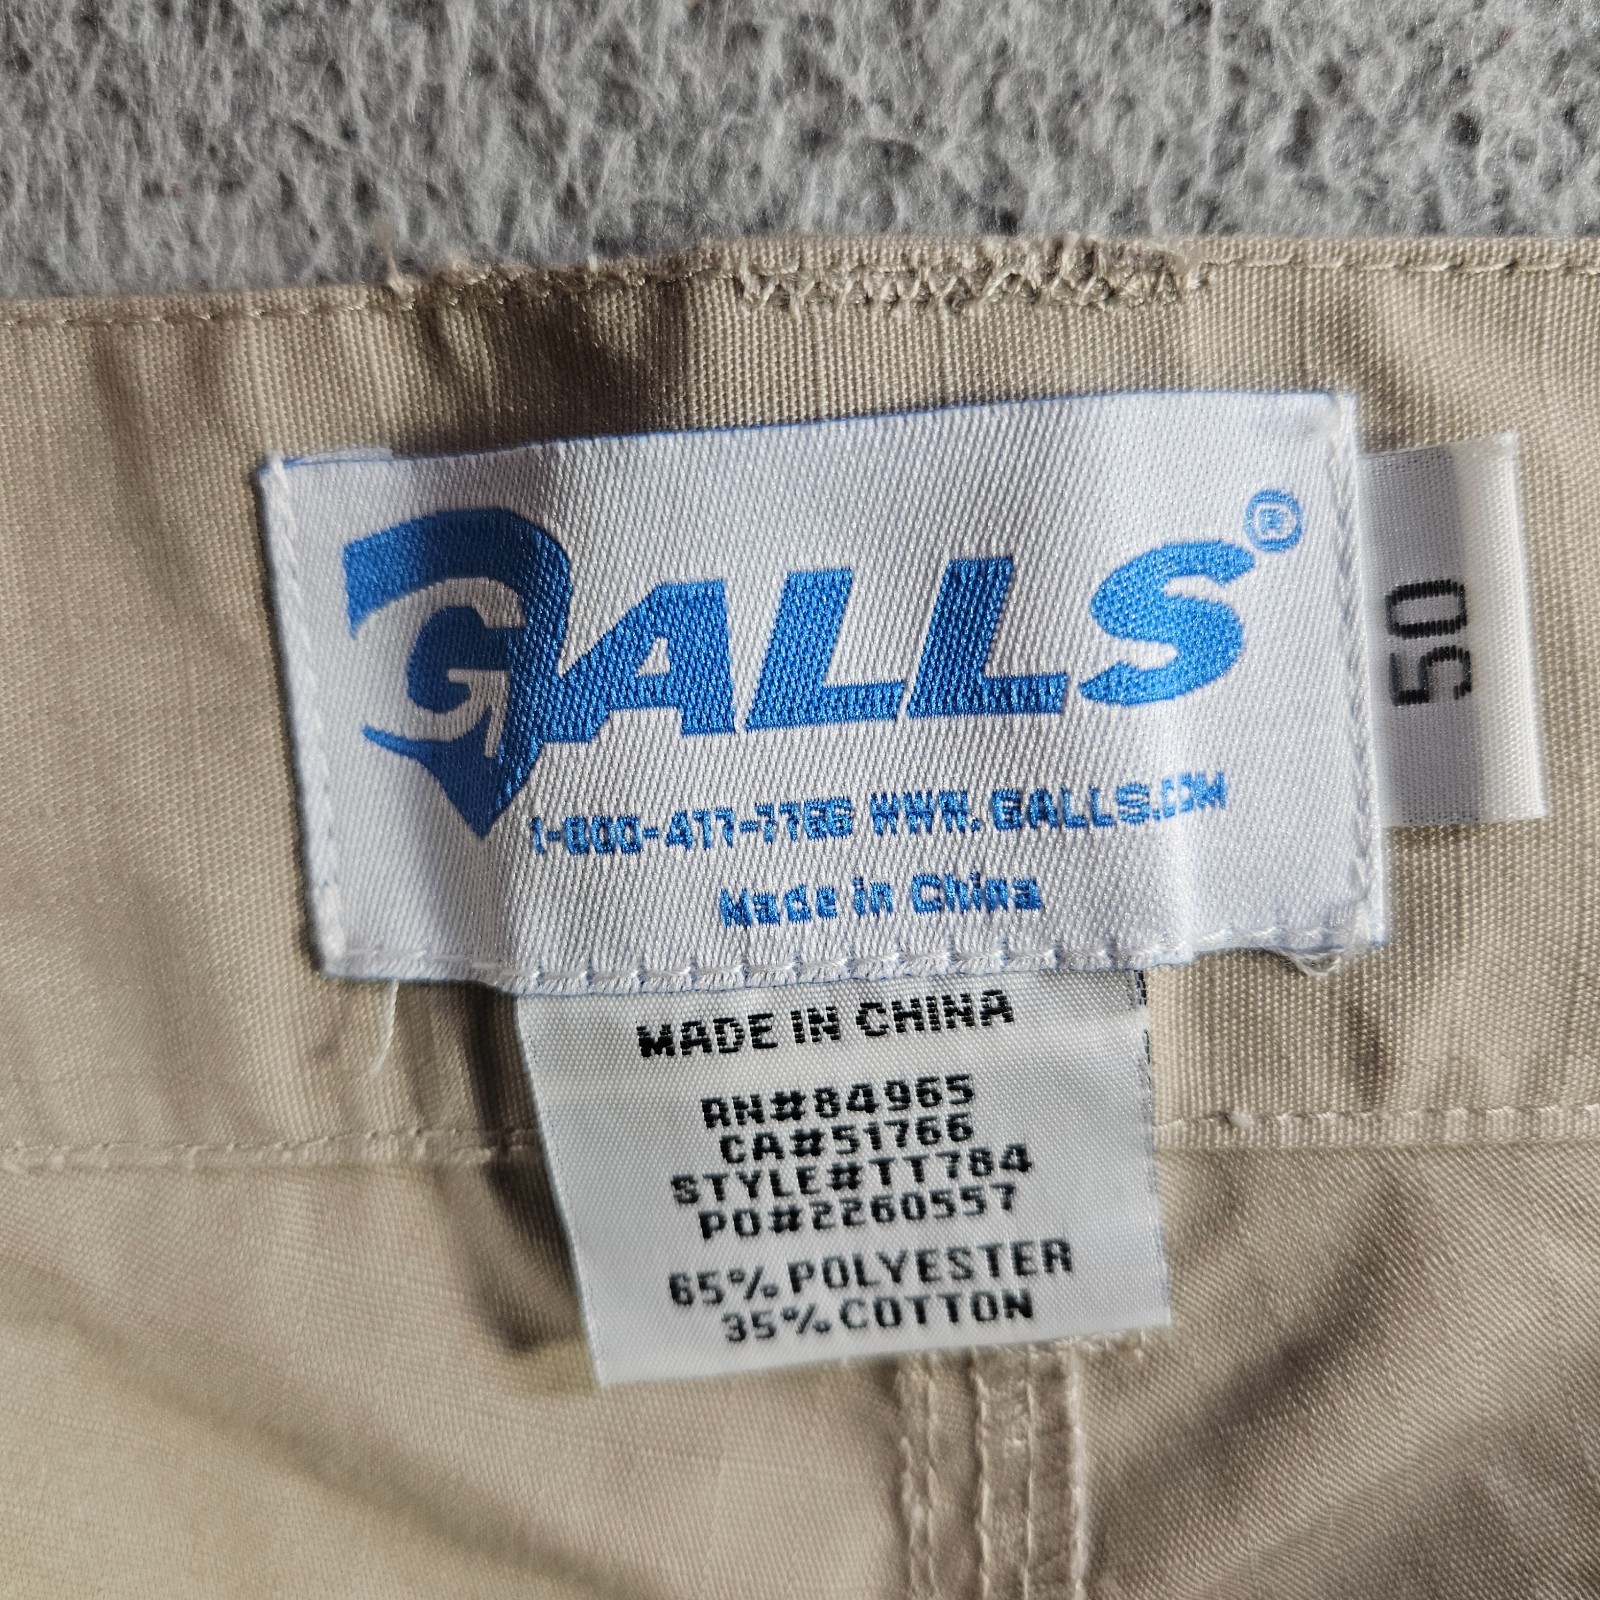 GALLS®
1-800-477-7766 WWW.GALLS.COM
Made in China
50
MADE IN CHINA
RN#84965
CA#51766
STYLE#TT784
PO#2260557
65% POLYESTER
35% COTTON